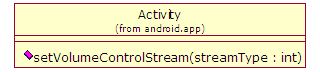 Activity
(from android.app)
setVolumeControlStream(streamType : int)